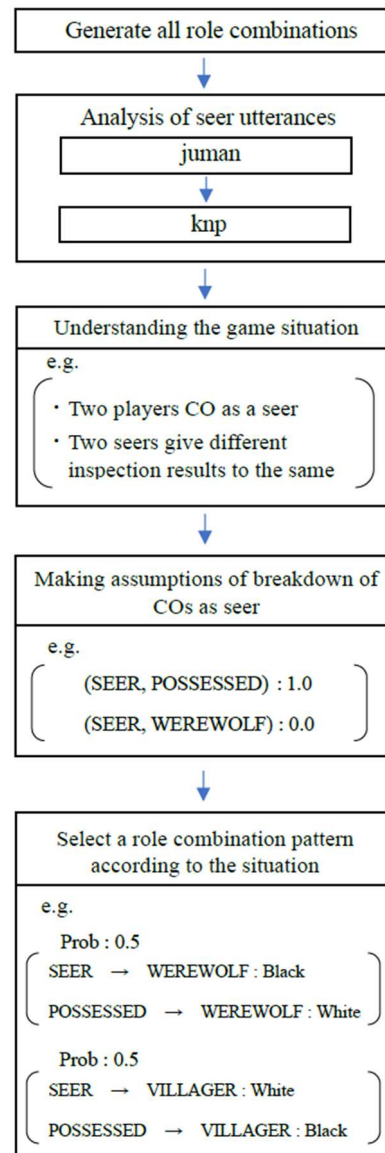 Generate all role combinations
Analysis of seer utterances
juman
knp
Understanding the game situation
e.g.
・Two players CO as a seer
・Two seers give different
inspection results to the same
Making assumptions of breakdown of
COs as seer
e.g.
(SEER, POSSESSED) : 1.0
(SEER, WEREWOLF) : 0.0
Select a role combination pattern
according to the situation
e.g.
Prob : 0.5
SEER → WEREWOLF : Black
POSSESSED → WEREWOLF : White
Prob : 0.5
SEER → VILLAGER : White
POSSESSED → VILLAGER : Black